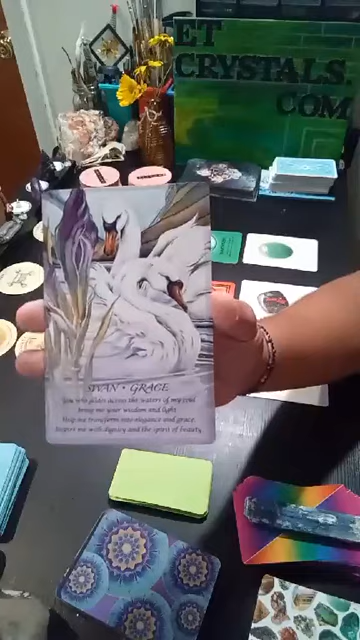 ET
CRYSTALS.
COM
SWAN • GRACE
You who glides across the waters of my soul
bring me your wisdom and light
Help me transform into elegance and grace
Inspire me with dignity and the spirit of beauty